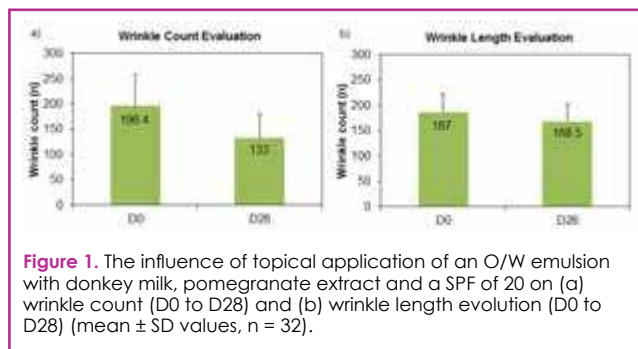 a) Wrinkle Count Evaluation
300
250
200
150
100
50
0
Wrinkle count (n)
196.4
133
D0 D28
b) Wrinkle Length Evaluation
300
250
200
150
100
50
0
Wrinkle count (n)
187
168.5
D0 D28
Figure 1. The influence of topical application of an O/W emulsion
with donkey milk, pomegranate extract and a SPF of 20 on (a)
wrinkle count (D0 to D28) and (b) wrinkle length evolution (D0 to
D28) (mean ± SD values, n = 32).